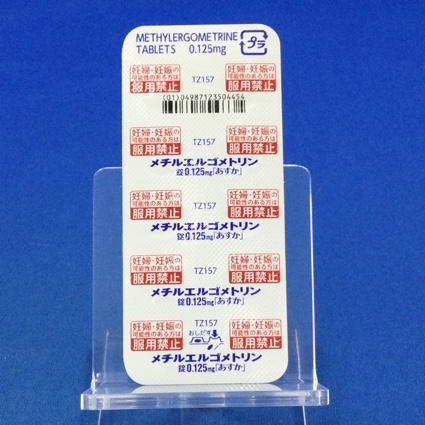 METHYLERGOMETRINE
TABLETS 0.125mg
プラ
妊婦・妊娠の
可能性のある方は
服用禁止
TZ157
妊婦・妊娠の
可能性のある方は
服用禁止
(01)04987123504454
妊婦・妊娠の
可能性のある方は
服用禁止
TZ157
妊婦・妊娠の
可能性のある方は
服用禁止
メチルエルゴメトリン
錠0.125mg「あすか」
妊婦・妊娠の
可能性のある方は
服用禁止
TZ157
妊婦・妊娠の
可能性のある方は
服用禁止
メチルエルゴメトリン
錠0.125mg「あすか」
妊婦・妊娠の
可能性のある方は
服用禁止
TZ157
妊婦・妊娠の
可能性のある方は
服用禁止
メチルエルゴメトリン
錠0.125mg「あすか」
妊婦・妊娠の
可能性のある方は
服用禁止
TZ157
おしだす
妊婦・妊娠の
可能性のある方は
服用禁止
メチルエルゴメトリン
錠0.125mg「あすか」